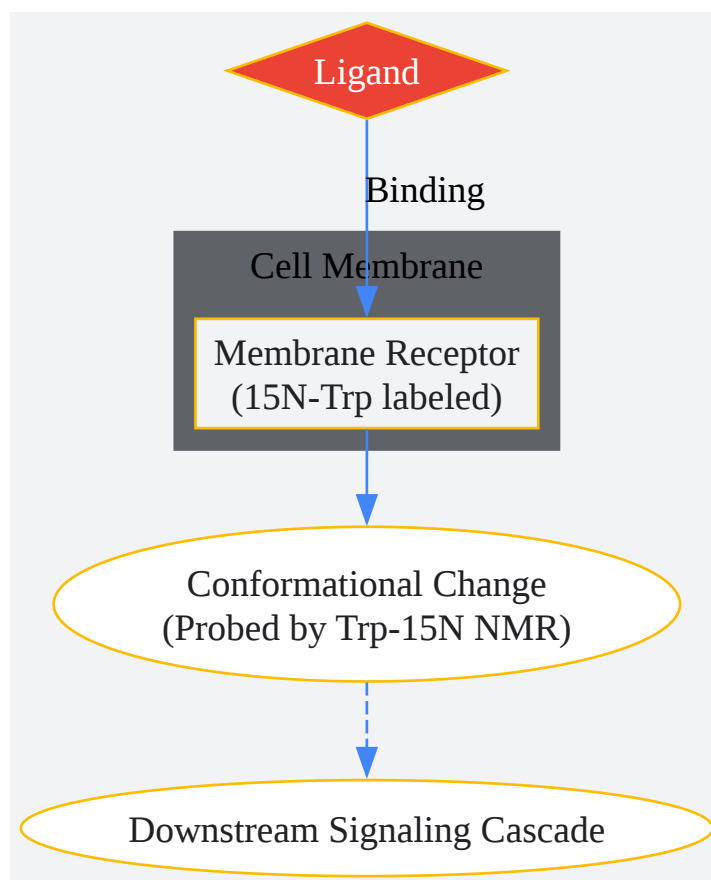 Ligand
Binding
Cell Membrane
Membrane Receptor
(15N-Trp labeled)
Conformational Change
(Probed by Trp-15N NMR)
Downstream Signaling Cascade